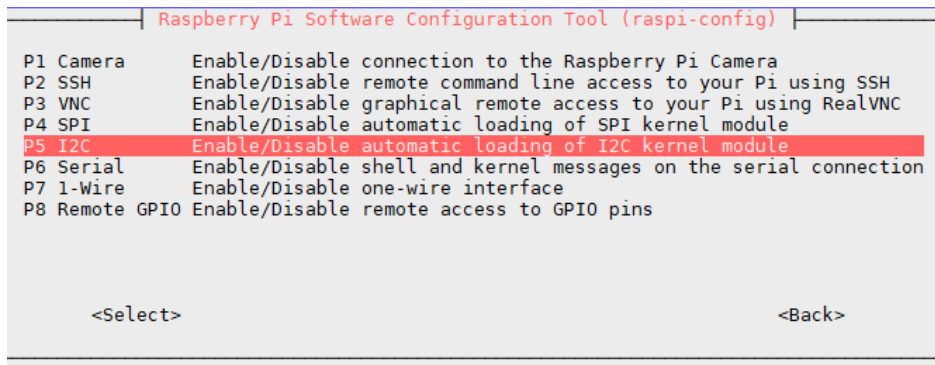 Raspberry Pi Software Configuration Tool (raspi-config)
P1 Camera Enable/Disable connection to the Raspberry Pi Camera
P2 SSH Enable/Disable remote command line access to your Pi using SSH
P3 VNC Enable/Disable graphical remote access to your Pi using RealVNC
P4 SPI Enable/Disable automatic loading of SPI kernel module
P5 I2C Enable/Disable automatic loading of I2C kernel module
P6 Serial Enable/Disable shell and kernel messages on the serial connection
P7 1-Wire Enable/Disable one-wire interface
P8 Remote GPIO Enable/Disable remote access to GPIO pins
<Select> <Back>